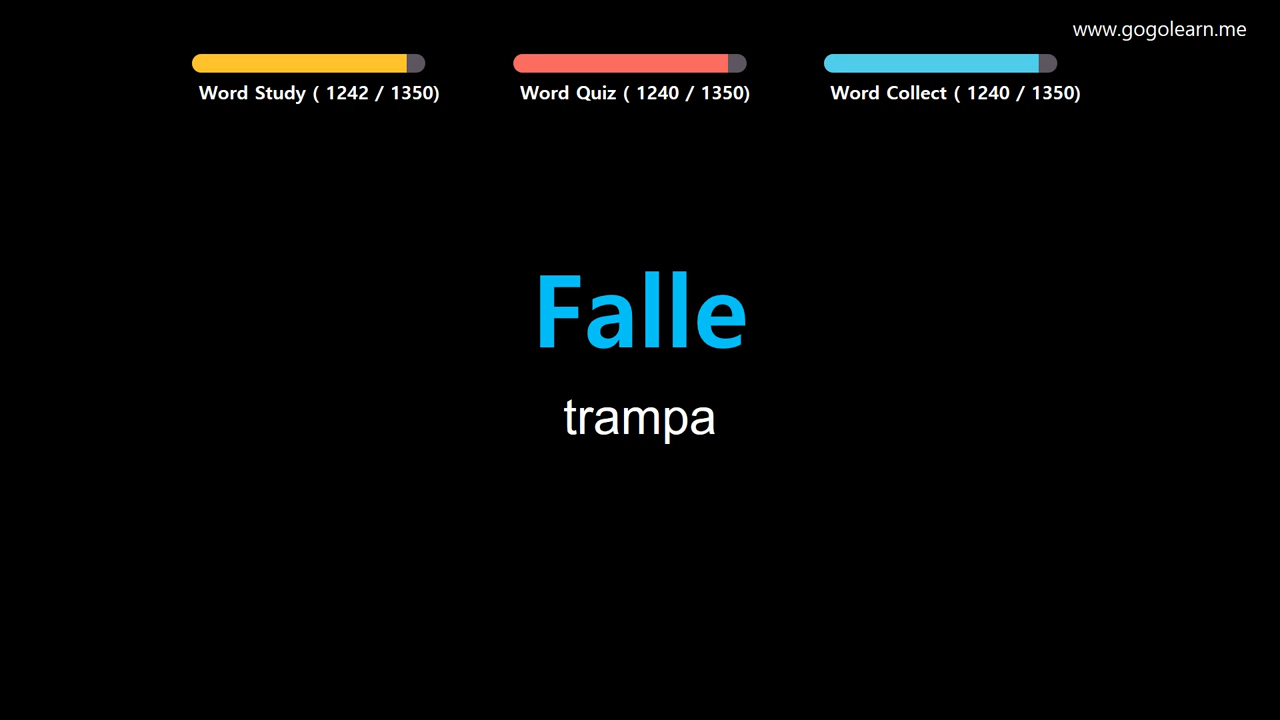 www.gogolearn.me
Word Study ( 1242 / 1350)
Word Quiz ( 1240 / 1350)
Word Collect ( 1240 / 1350)
Falle
trampa